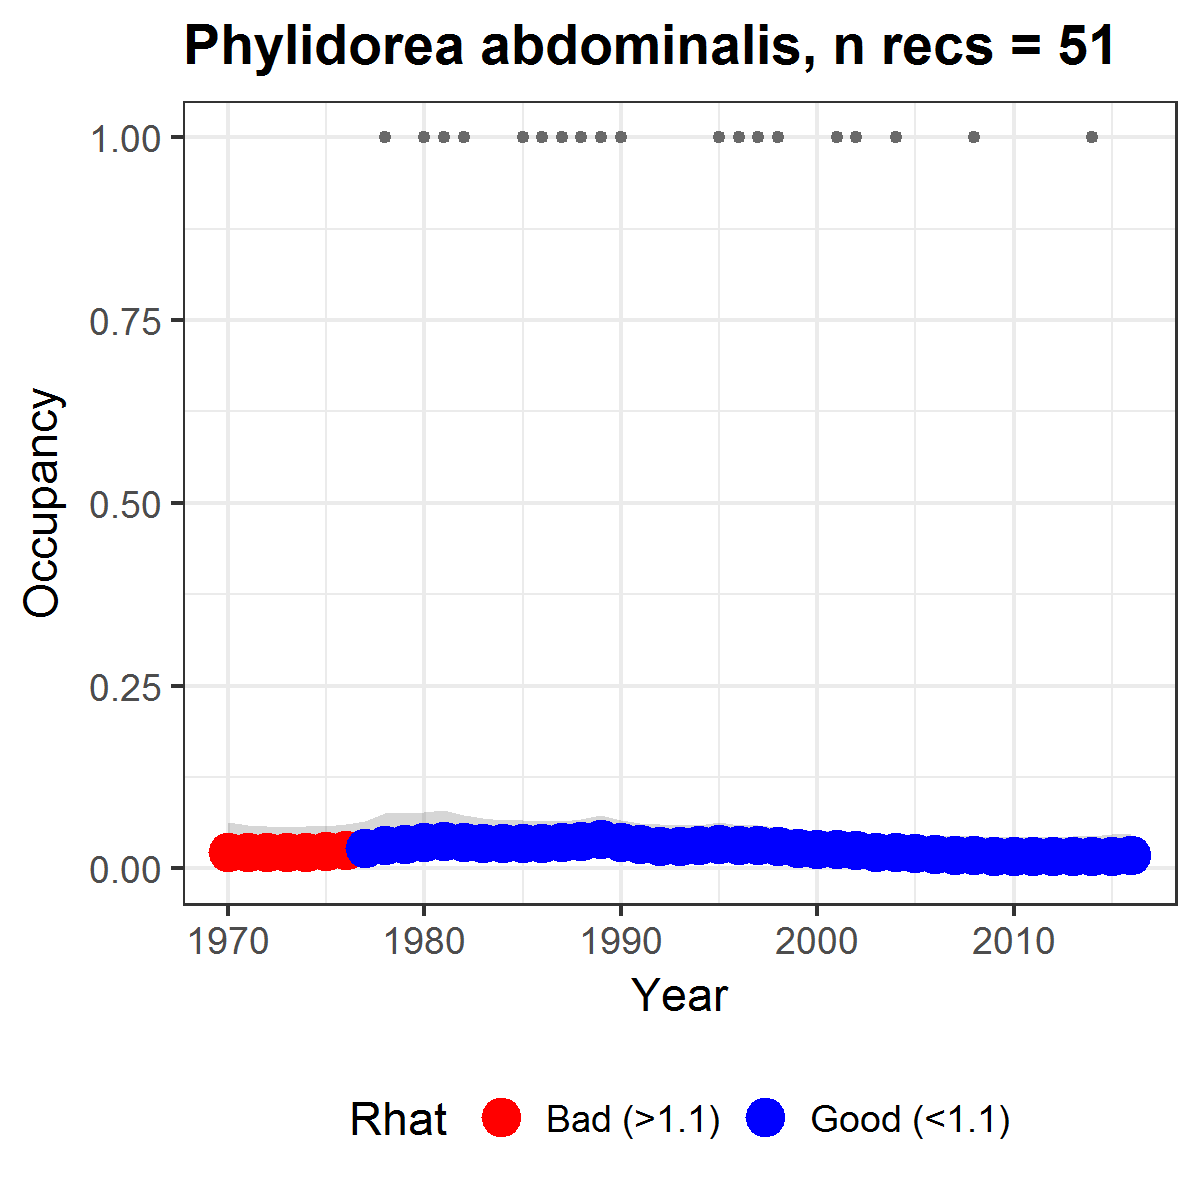 Phylidorea abdominalis, n recs = 51
1.00
0.75
0.50
0.25
0.00
Occupancy
1970 1980 1990 2000 2010
Year
Rhat Bad (>1.1) Good (<1.1)